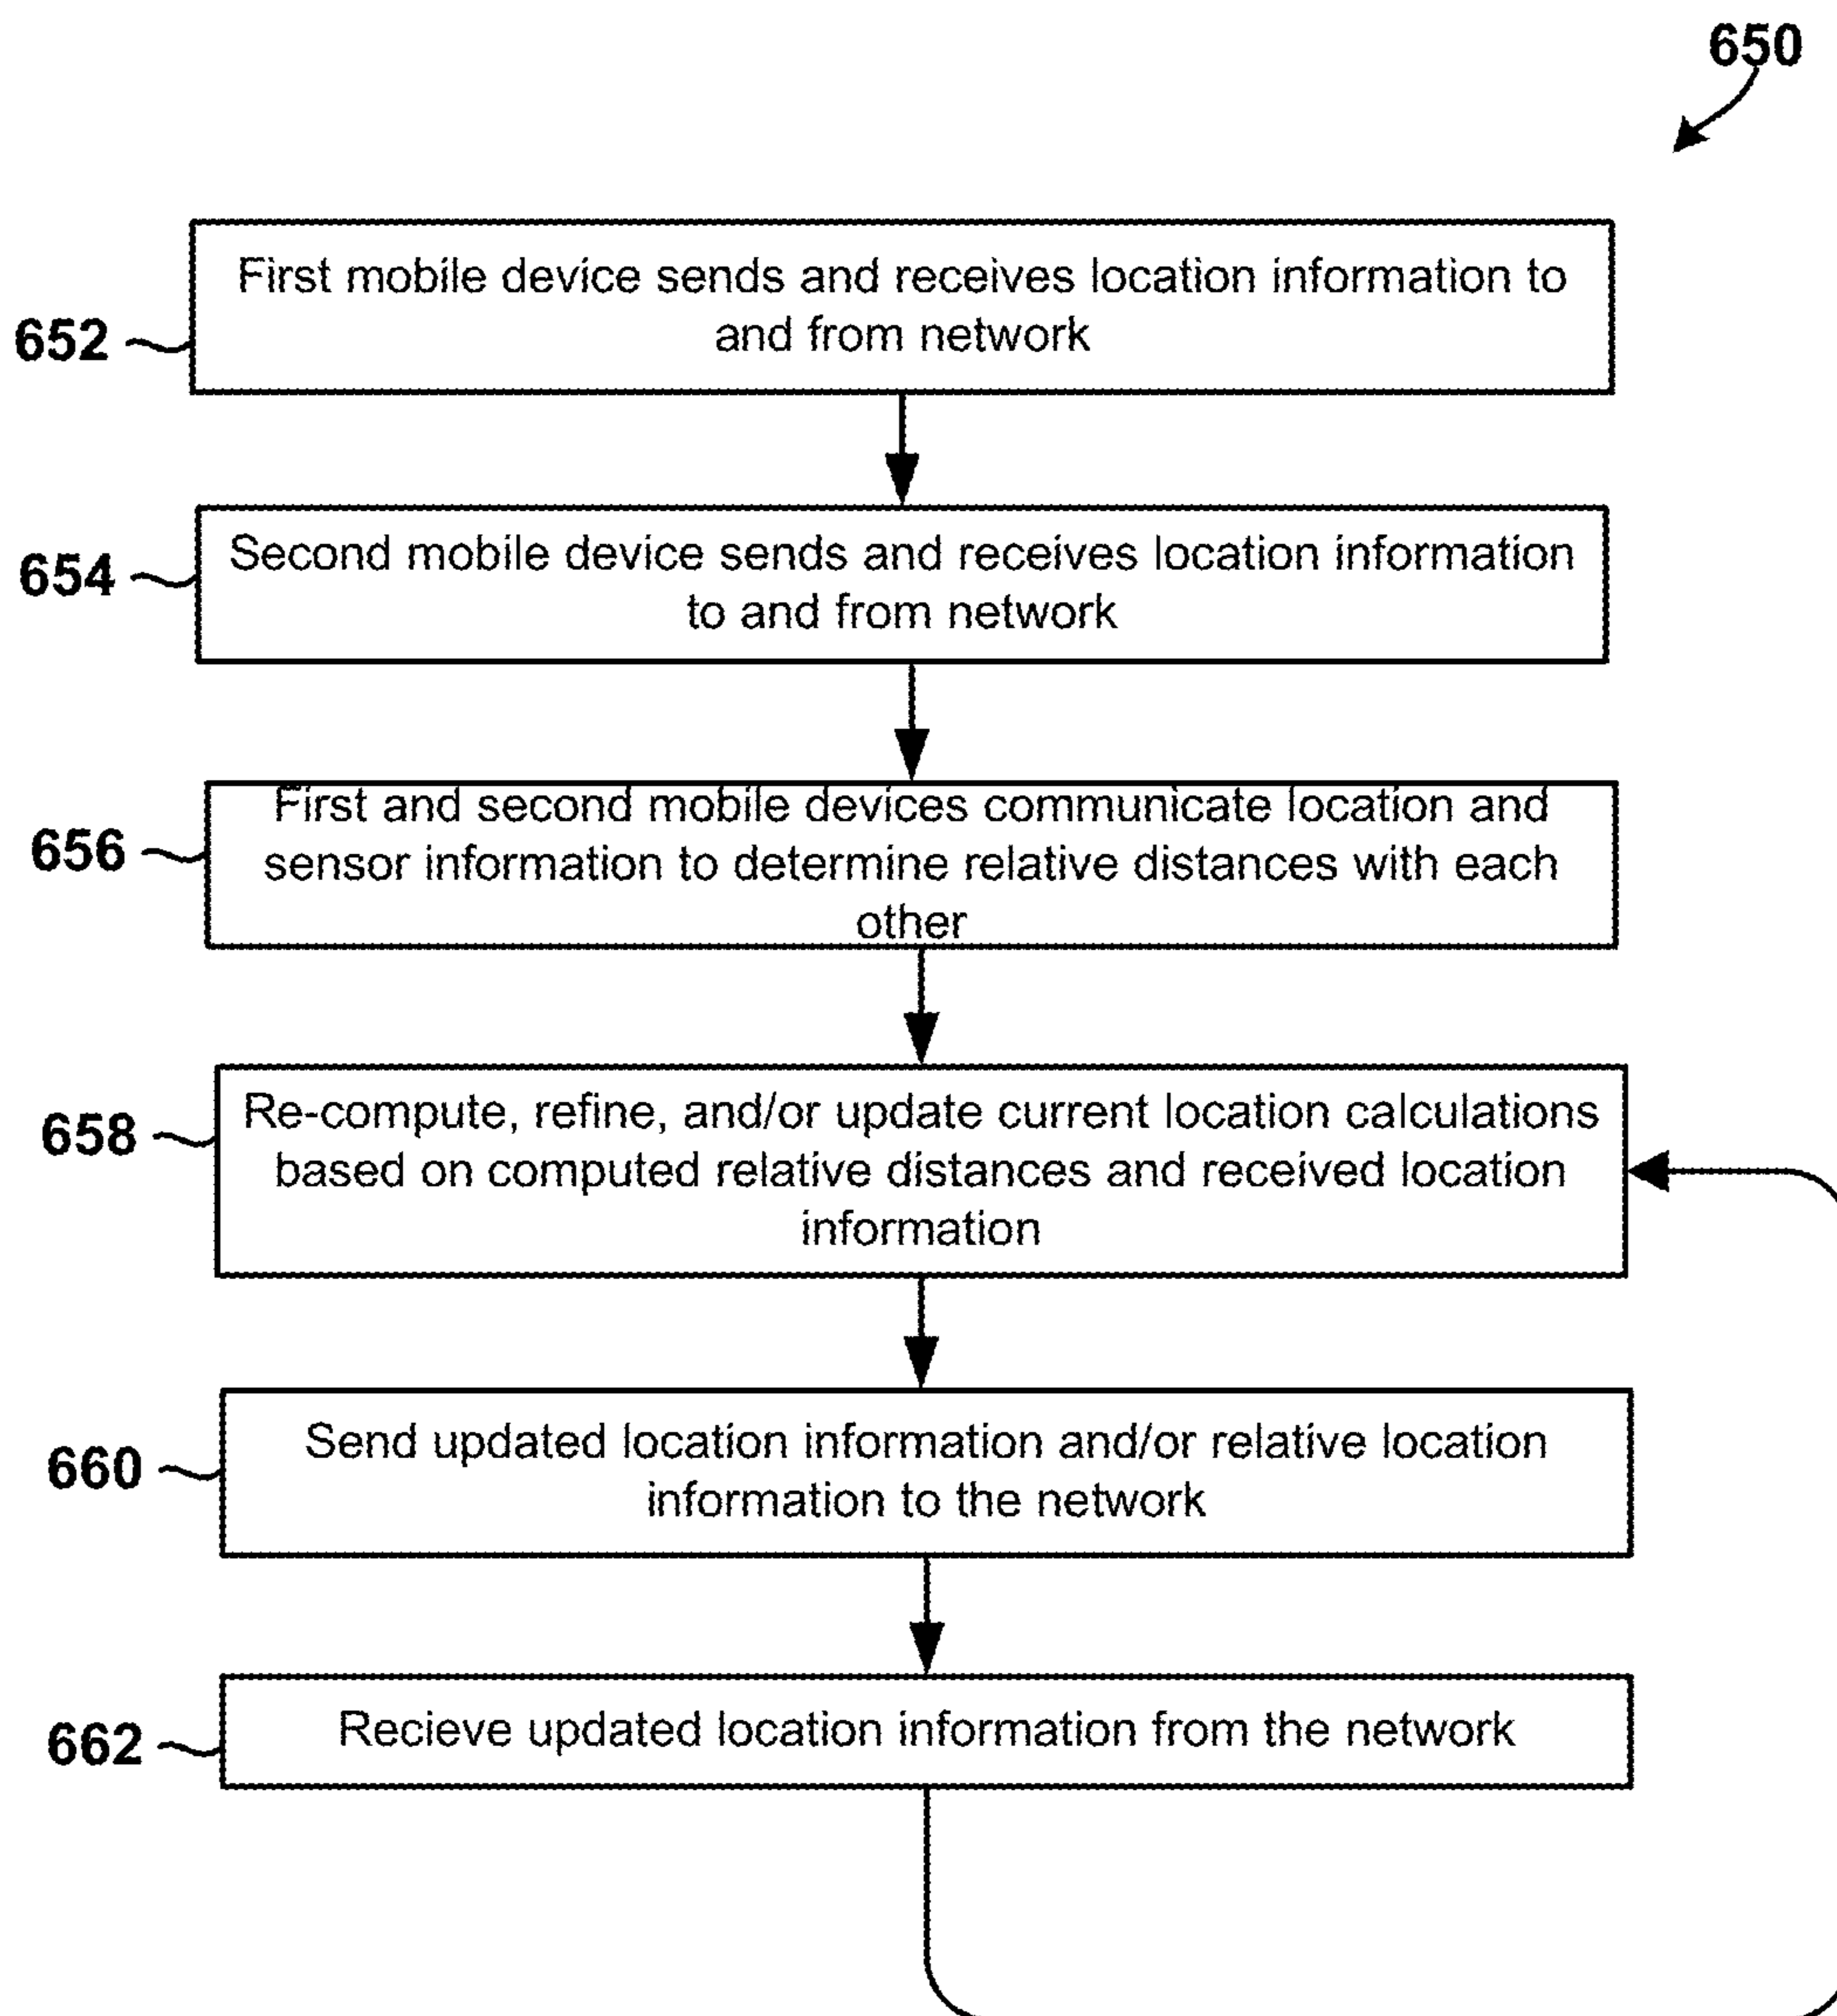 650
652
First mobile device sends and receives location information to
and from network
654
Second mobile device sends and receives location information
to and from network
656
First and second mobile devices communicate location and
sensor information to determine relative distances with each
other
658
Re-compute, refine, and/or update current location calculations
based on computed relative distances and received location
information
660
Send updated location information and/or relative location
information to the network
662
Recieve updated location information from the network